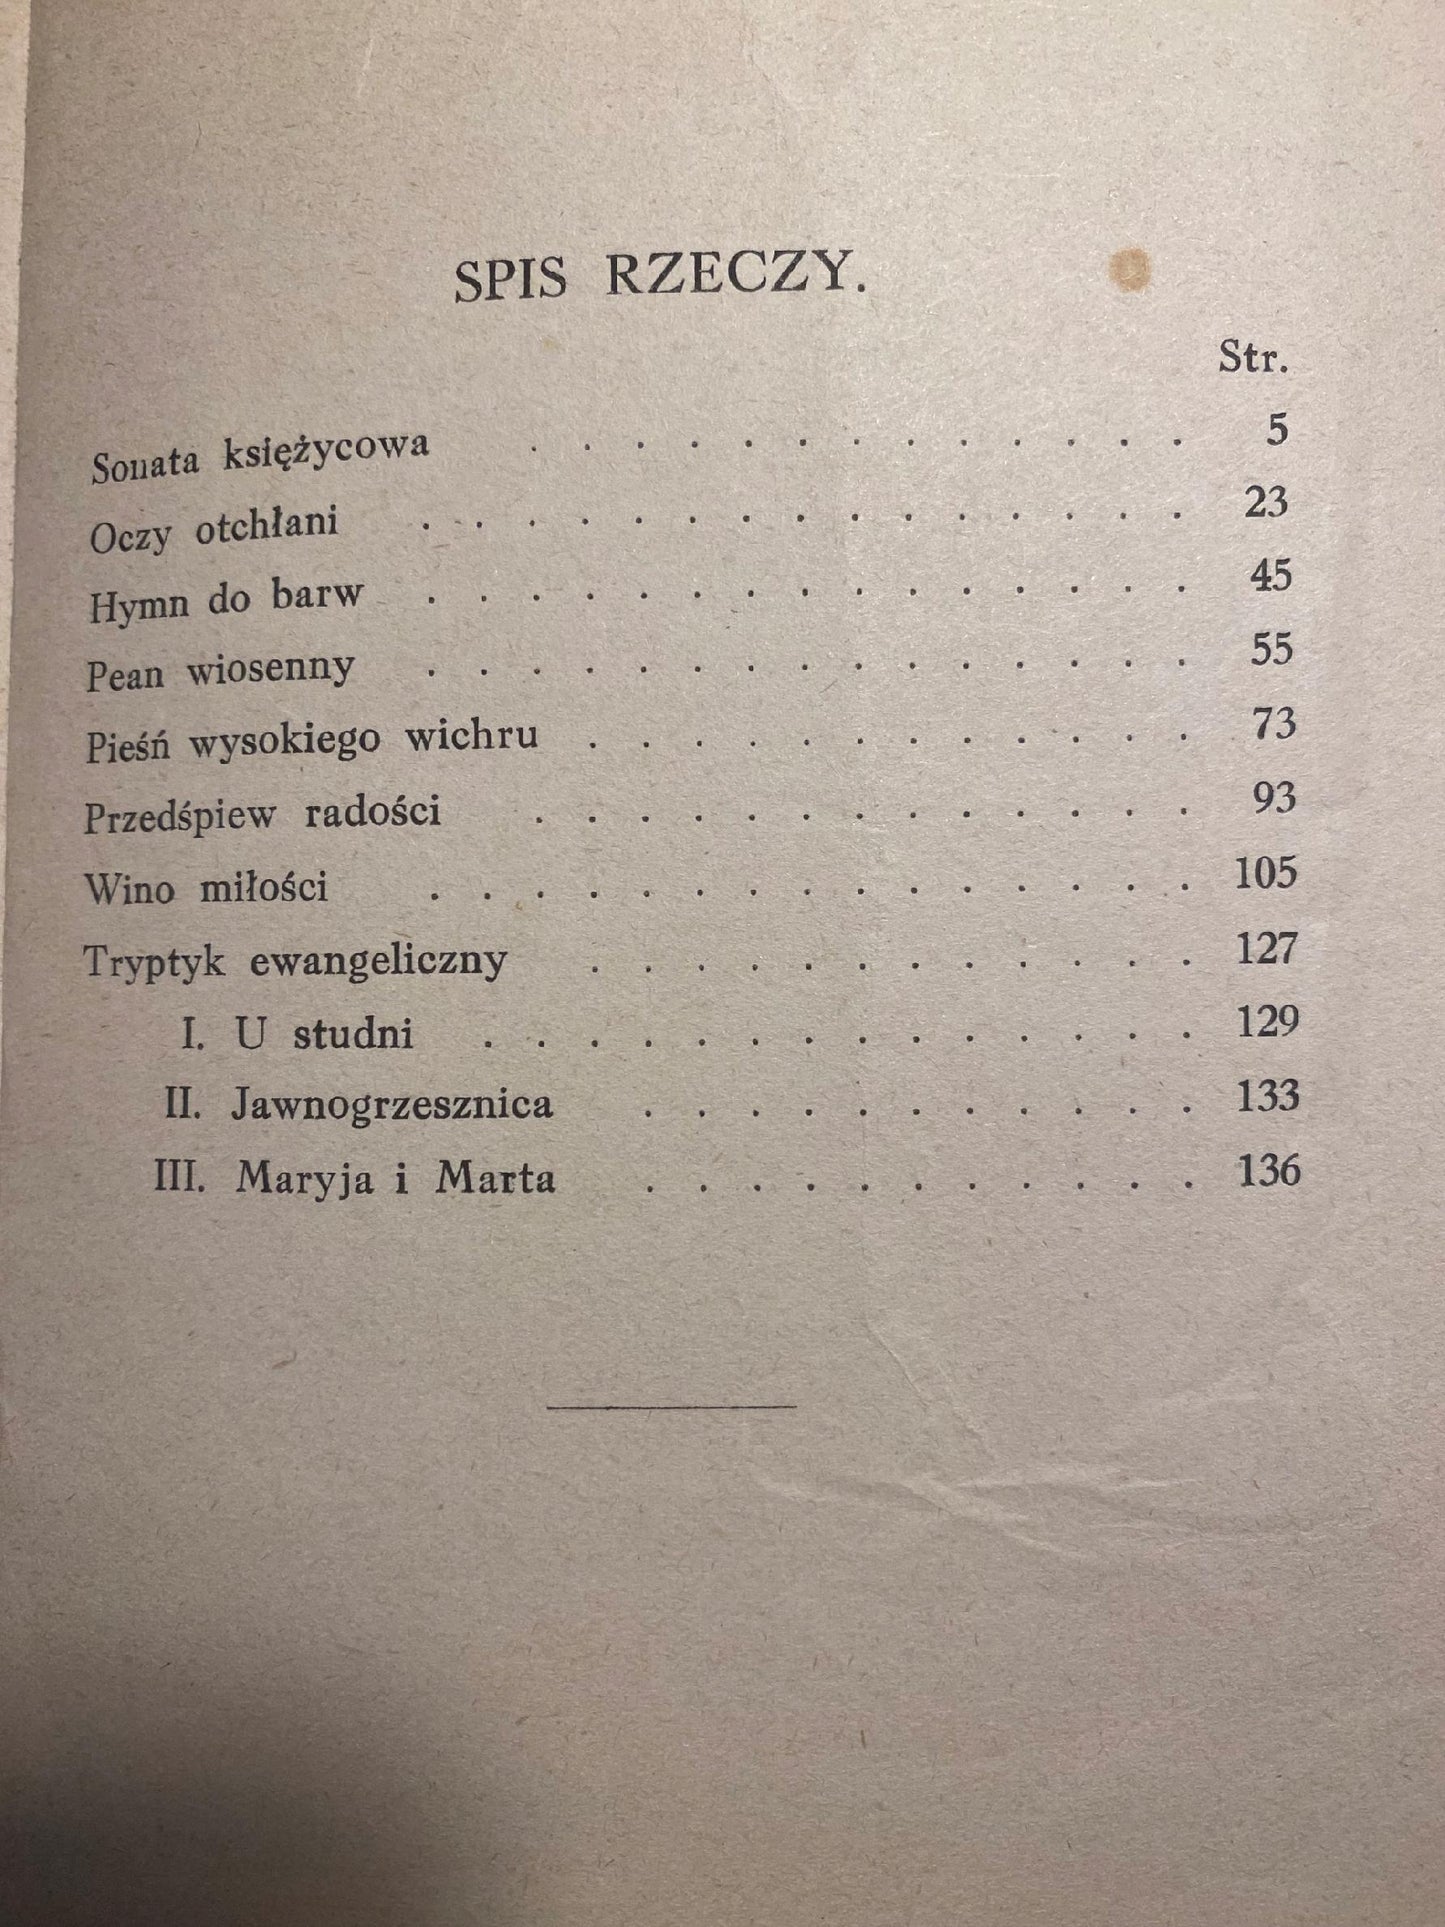 SPIS RZECZY.
Str.
Sonata księżycowa . . . . . . . . . . . . . 5
Oczy otchłani . . . . . . . . . . . . . . . 23
Hymn do barw . . . . . . . . . . . . . . . 45
Pean wiosenny . . . . . . . . . . . . . . . 55
Pieśń wysokiego wichru . . . . . . . . . . . . 73
Przedśpiew radości . . . . . . . . . . . . . 93
Wino miłości . . . . . . . . . . . . . . . 105
Tryptyk ewangeliczny . . . . . . . . . . . . 127
I. U studni . . . . . . . . . . . . . . 129
II. Jawnogrzesznica . . . . . . . . . . . 133
III. Maryja i Marta . . . . . . . . . . . 136